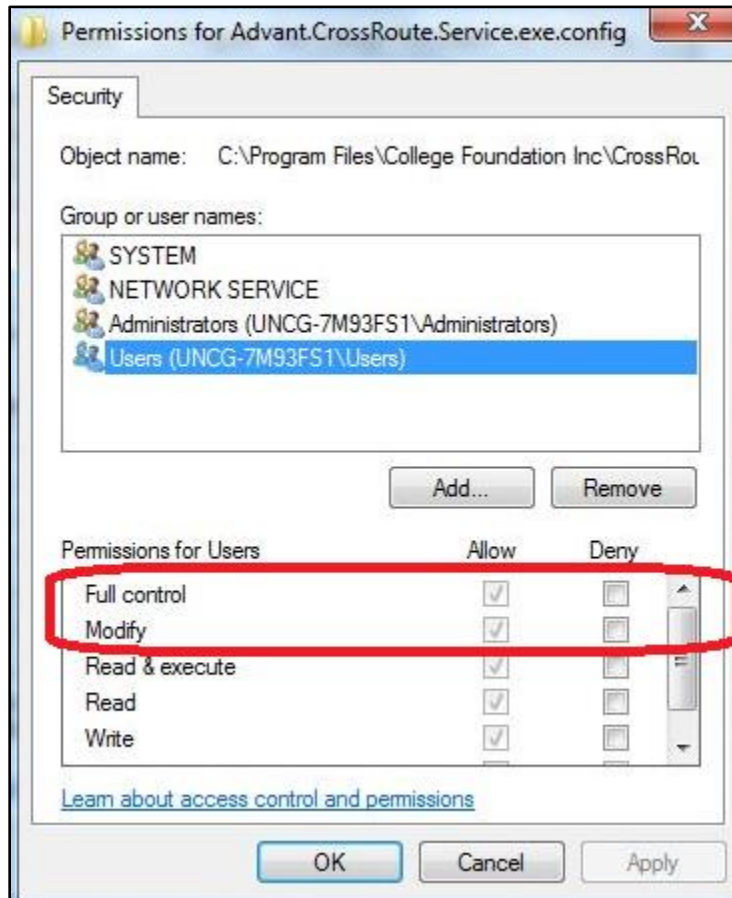 Permissions for Advant.CrossRoute.Service.exe.config
Security
Object name: C:\Program Files\College Foundation Inc\CrossRou
Group or user names:
SYSTEM
NETWORK SERVICE
Administrators (UNCG-7M93FS1\Administrators)
Users (UNCG-7M93FS1\Users)
Add... Remove
Permissions for Users Allow Deny
Full control
Modify
Read & execute
Read
Write
Learn about access control and permissions
OK Cancel Apply